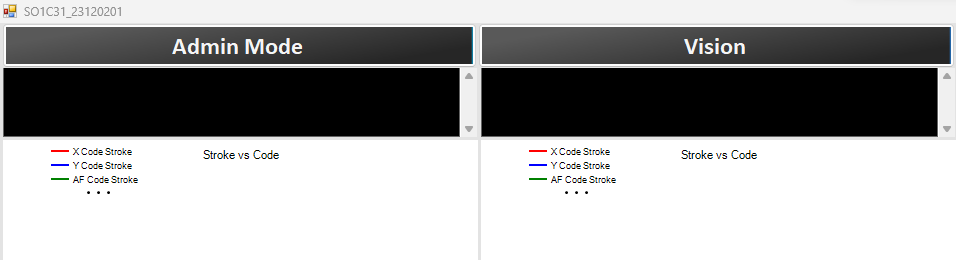 SO1C31_23120201
Admin Mode
Vision
X Code Stroke
Y Code Stroke
AF Code Stroke
Stroke vs Code
X Code Stroke
Y Code Stroke
AF Code Stroke
Stroke vs Code